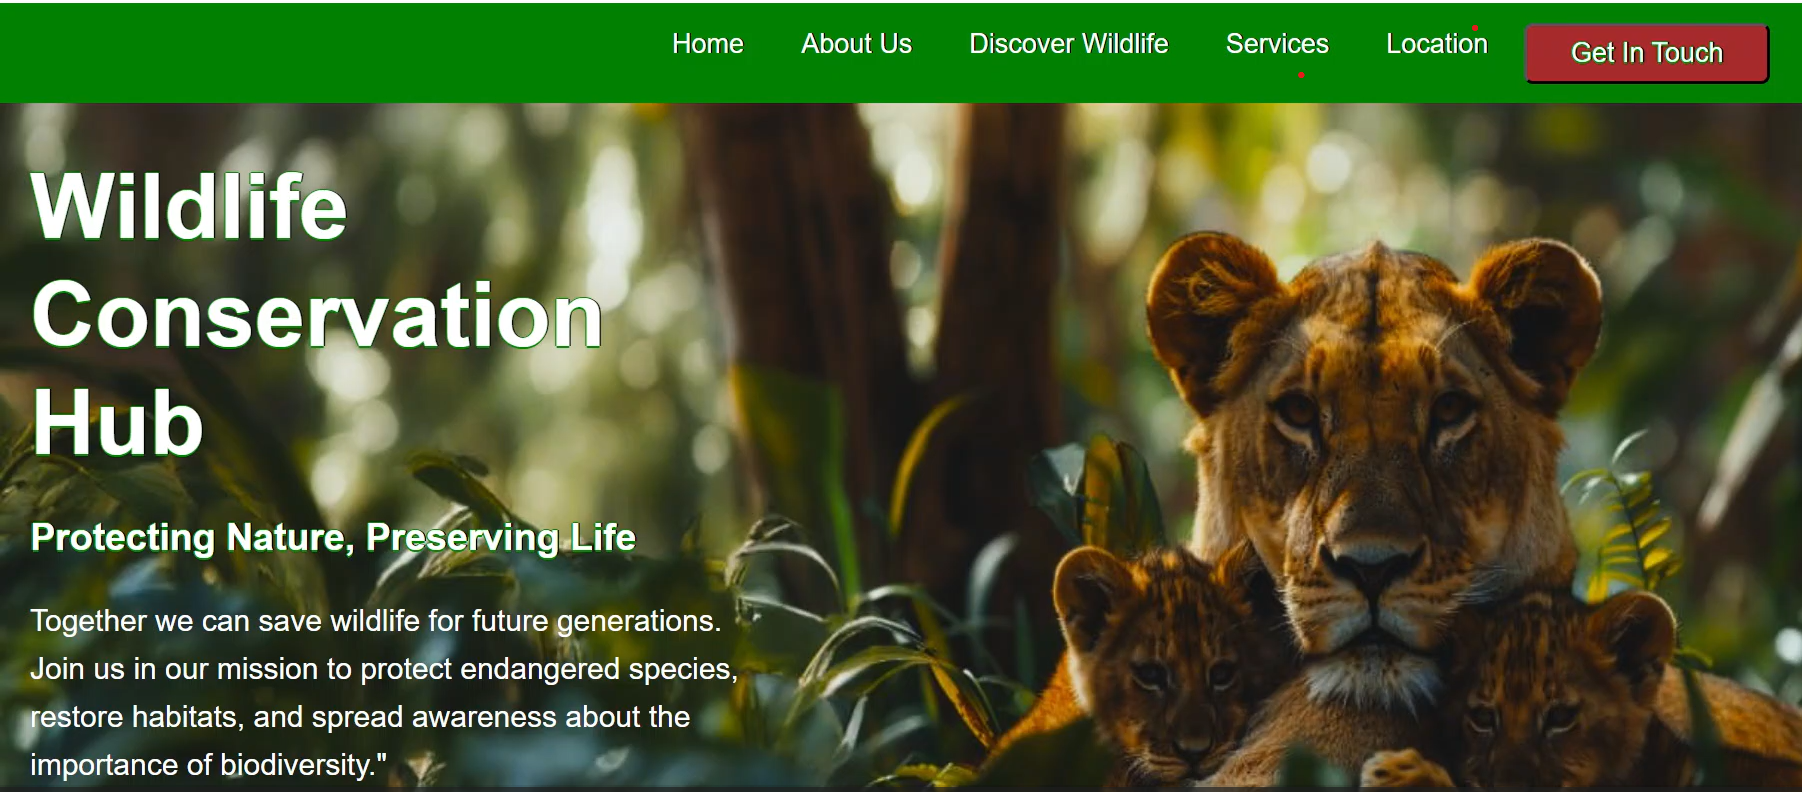 Home About Us Discover Wildlife Services Location Get In Touch
Wildlife
Conservation
Hub
Protecting Nature, Preserving Life
Together we can save wildlife for future generations.
Join us in our mission to protect endangered species,
restore habitats, and spread awareness about the
importance of biodiversity."